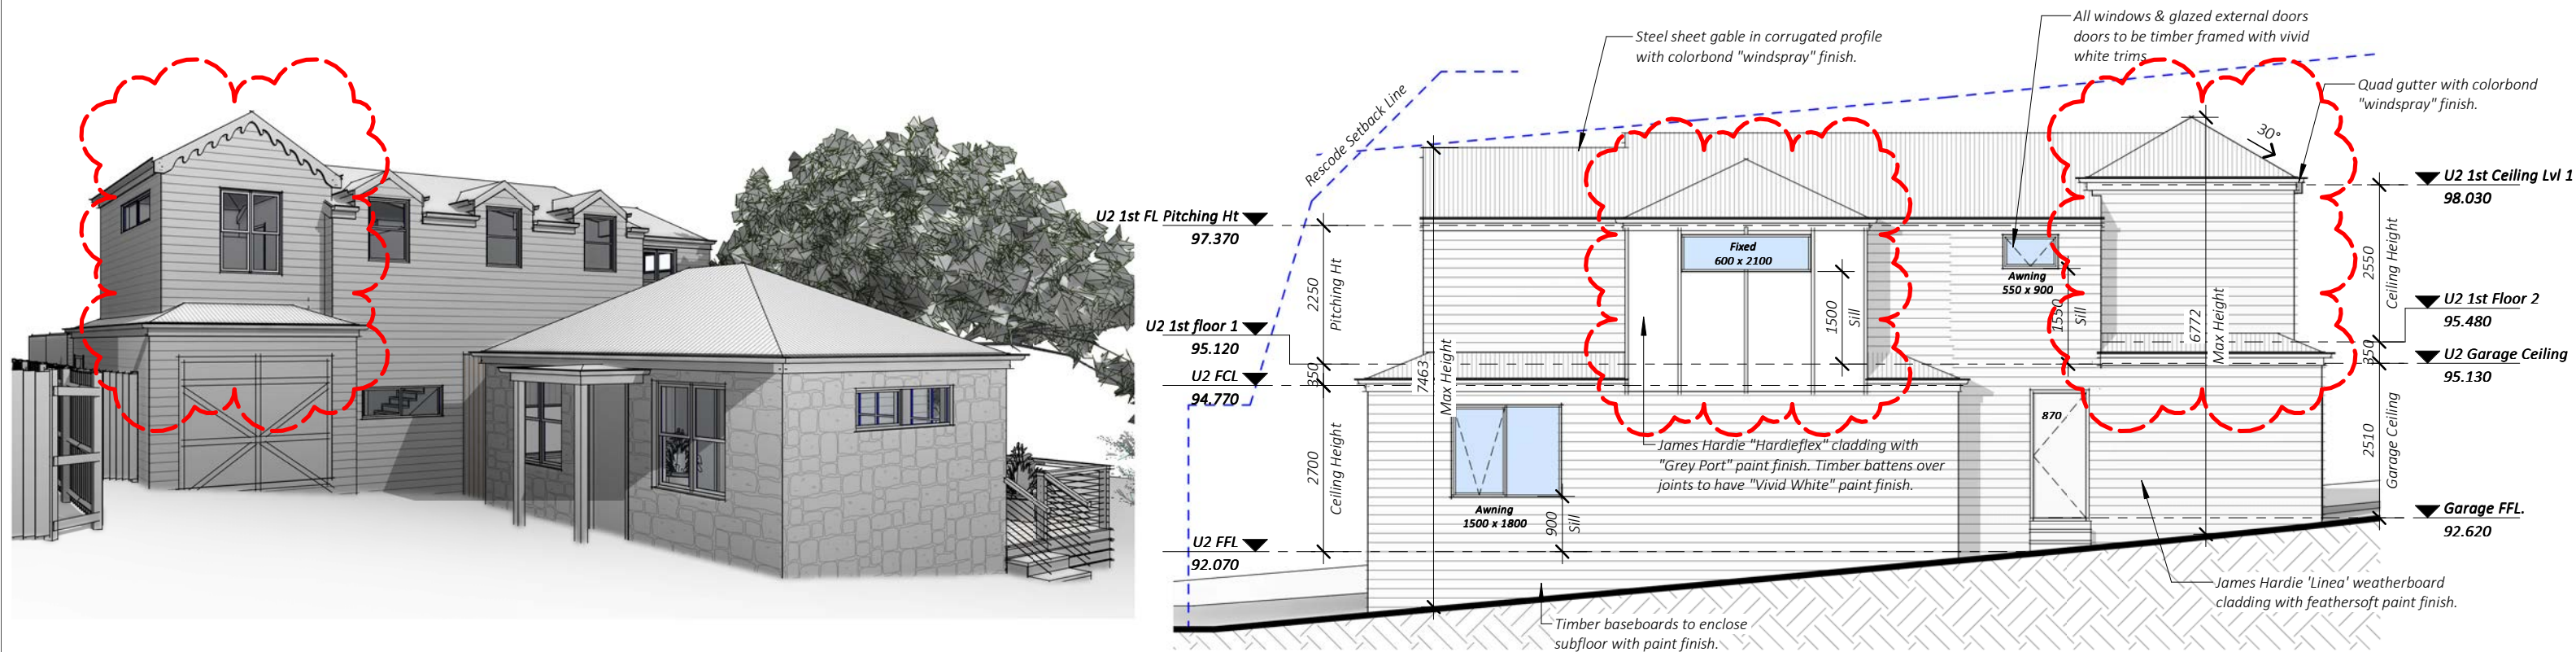 Steel sheet gable in corrugated profile
with colorbond "windspray" finish.
All windows & glazed external doors
doors to be timber framed with vivid
white trims
Quad gutter with colorbond
"windspray" finish.
Rescode Setback Line
30°
U2 1st FL Pitching Ht
97.370
U2 1st floor 1
95.120
U2 FCL
94.770
U2 FFL
92.070
2250
Pitching Ht
350
2700
Ceiling Height
7463
Max Height
Fixed
600 x 2100
1500
Sill
Awning
550 x 900
1550
Sill
Awning
1500 x 1800
900
Sill
870
6772
Max Height
James Hardie "Hardieflex" cladding with
"Grey Port" paint finish. Timber battens over
joints to have "Vivid White" paint finish.
Timber baseboards to enclose
subfloor with paint finish.
James Hardie 'Linea' weatherboard
cladding with feathersoft paint finish.
2550
Ceiling Height
350
2510
Garage Ceiling
U2 1st Ceiling Lvl 1
98.030
U2 1st Floor 2
95.480
U2 Garage Ceiling
95.130
Garage FFL.
92.620